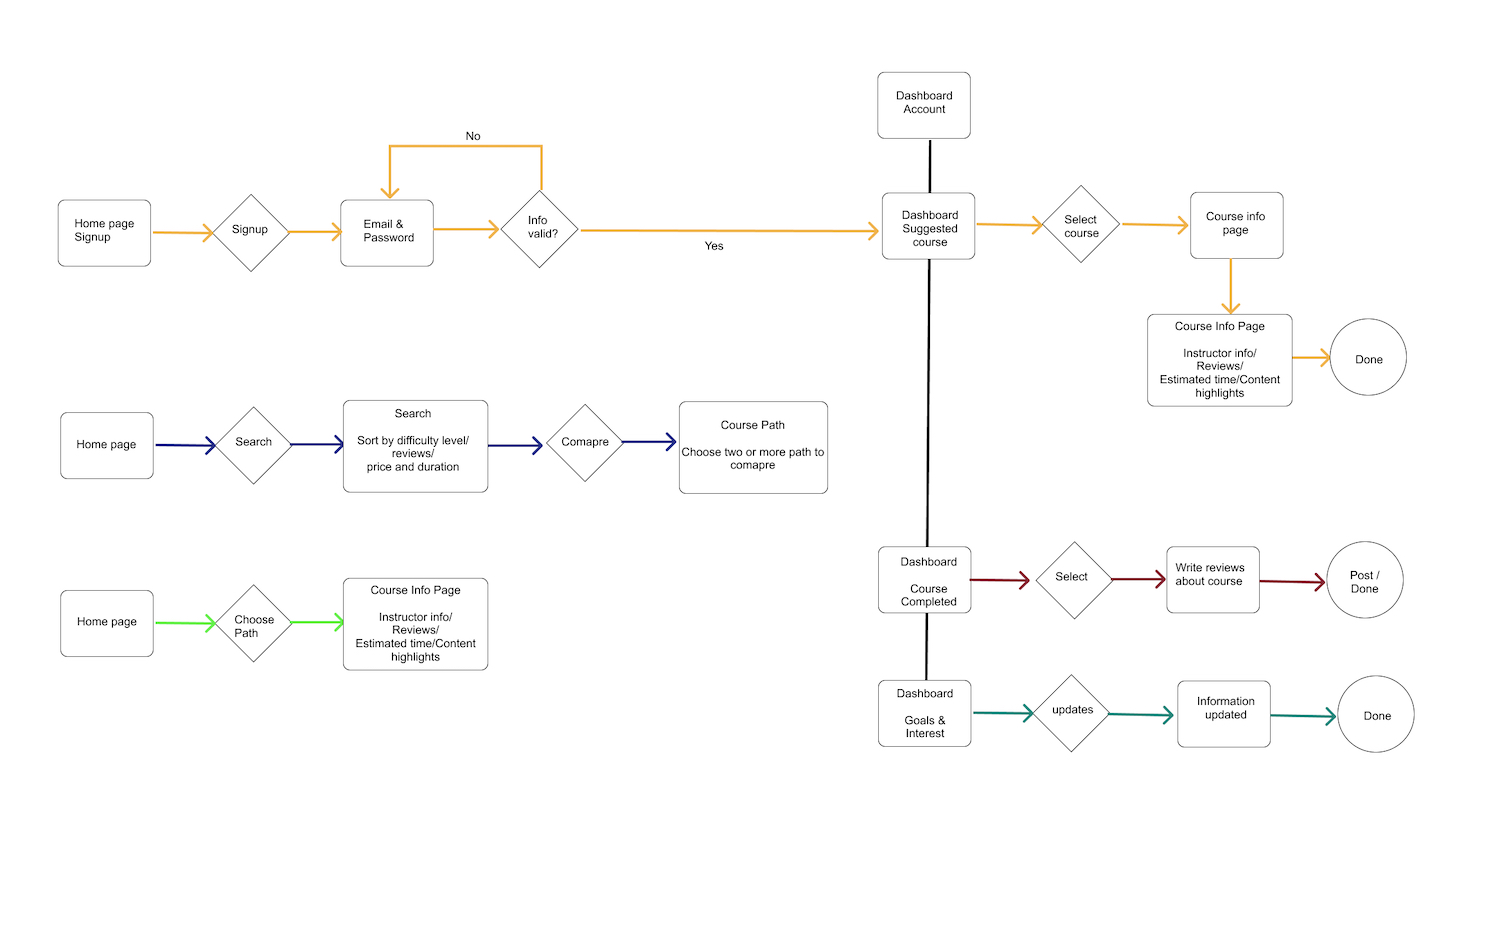 Dashboard
Account
No
Home page
Signup
Signup
Email &
Password
Info
valid?
Yes
Dashboard
Suggested
course
Select
course
Course info
page
Course Info Page
Instructor info/
Reviews/
Estimated time/Content
highlights
Done
Home page
Search
Search
Sort by difficulty level/
reviews/
price and duration
Comapre
Course Path
Choose two or more path to
comapre
Dashboard
Course
Completed
Select
Write reviews
about course
Post /
Done
Home page
Choose
Path
Course Info Page
Instructor info/
Reviews/
Estimated time/Content
highlights
Dashboard
Goals &
Interest
updates
Information
updated
Done